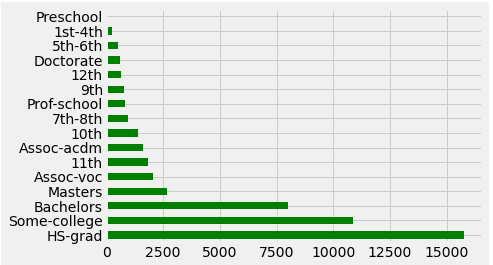 Preschool
1st-4th
5th-6th
Doctorate
12th
9th
Prof-school
7th-8th
10th
Assoc-acdm
11th
Assoc-voc
Masters
Bachelors
Some-college
HS-grad
0 2500 5000 7500 10000 12500 15000